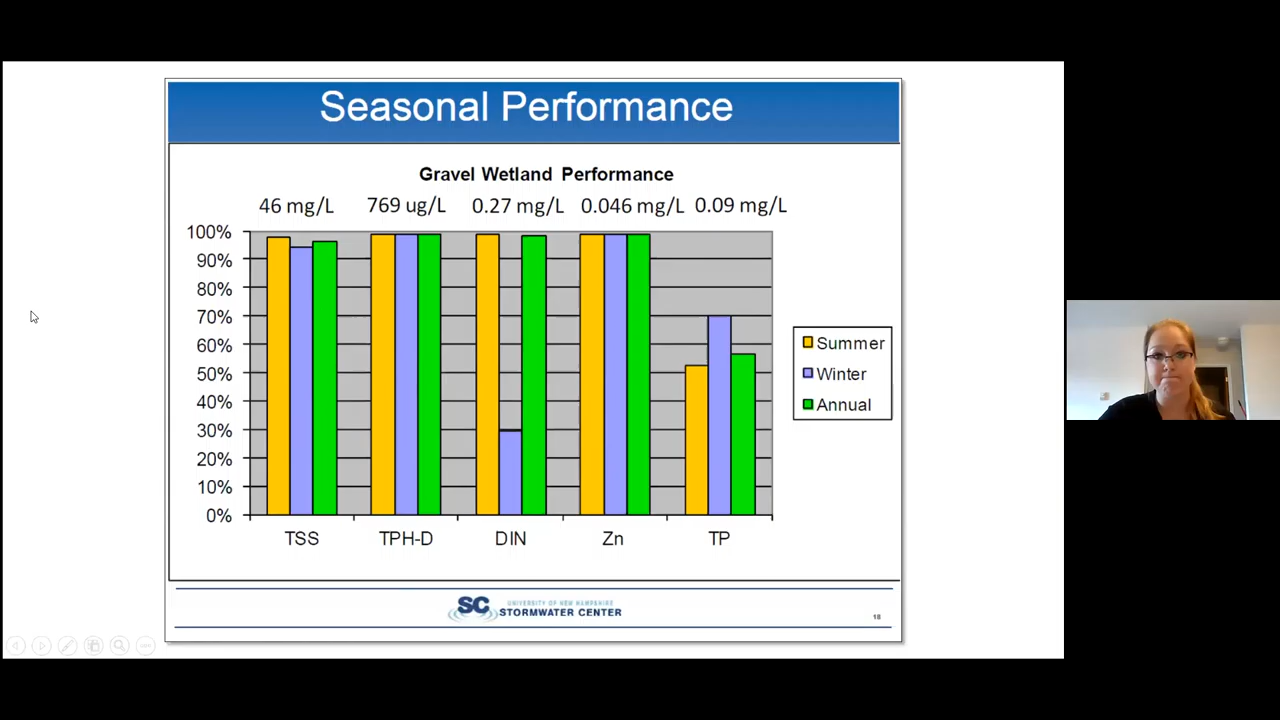 Seasonal Performance
Gravel Wetland Performance
46 mg/L 769 ug/L 0.27 mg/L 0.046 mg/L 0.09 mg/L
100%
90%
80%
70%
60%
50%
40%
30%
20%
10%
0%
TSS TPH-D DIN Zn TP
Summer
Winter
Annual
SC
UNIVERSITY OF NEW HAMPSHIRE
STORMWATER CENTER
18